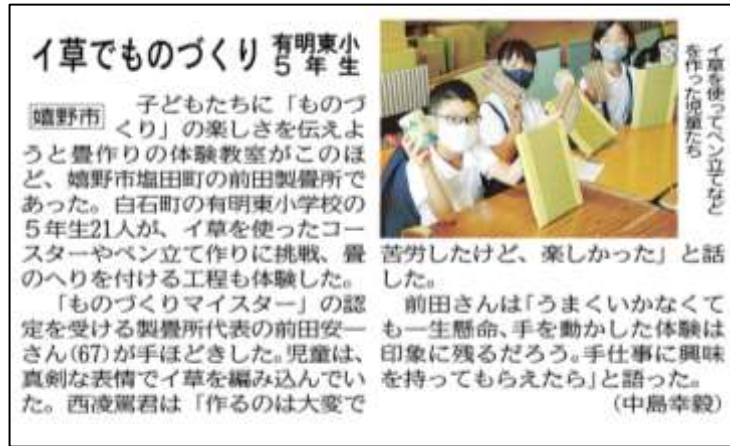 イ草でものづくり 有明東小
5年生
嬉野市
子どもたちに「ものづ
くり」の楽しさを伝えよ
うと畳作りの体験教室がこのほ
ど、嬉野市塩田町の前田製畳所で
あった。白石町の有明東小学校の
5年生21人が、イ草を使ったコー
スターやペン立て作りに挑戦、畳
のへりを付ける工程も体験した。
「ものづくりマイスター」の認
定を受ける製畳所代表の前田安一
さん(67)が手ほどきした。児童は、
真剣な表情でイ草を編み込んでい
た。西凌篤君は「作るのは大変で
イ草を使ってペン立てなど
を作った児童たち
苦労したけど、楽しかった」と話
した。
前田さんは「うまくいかなくて
も一生懸命、手を動かした体験は
印象に残るだろう。手仕事に興味
を持ってもらえたら」と語った。
(中島幸毅)